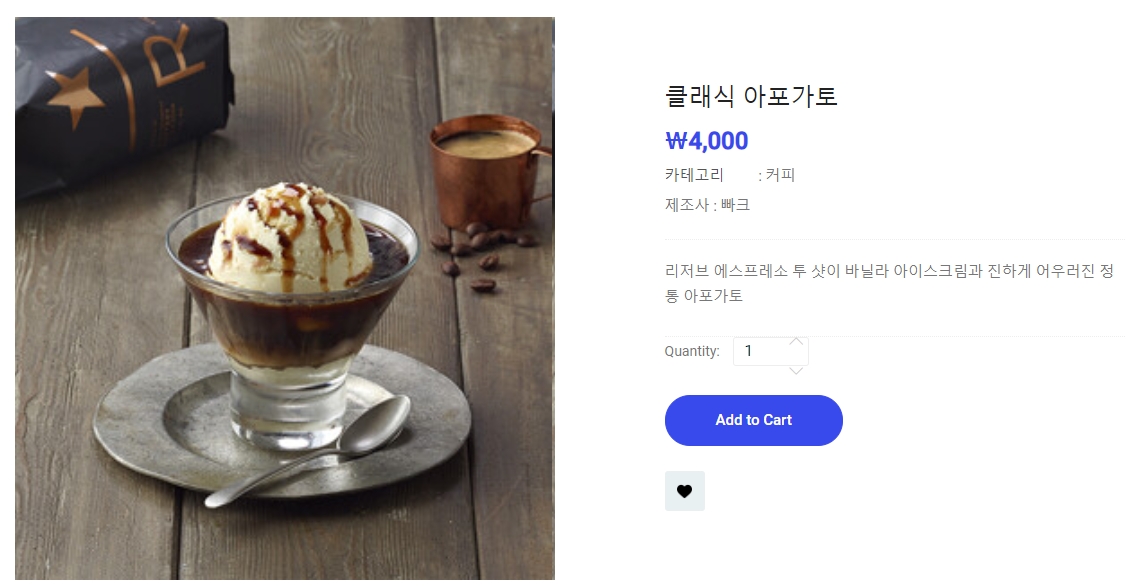 R
클래식 아포가토
₩4,000
카테고리 : 커피
제조사 : 빠크
리저브 에스프레소 투 샷이 바닐라 아이스크림과 진하게 어우러진 정
통 아포가토
Quantity: 1
Add to Cart